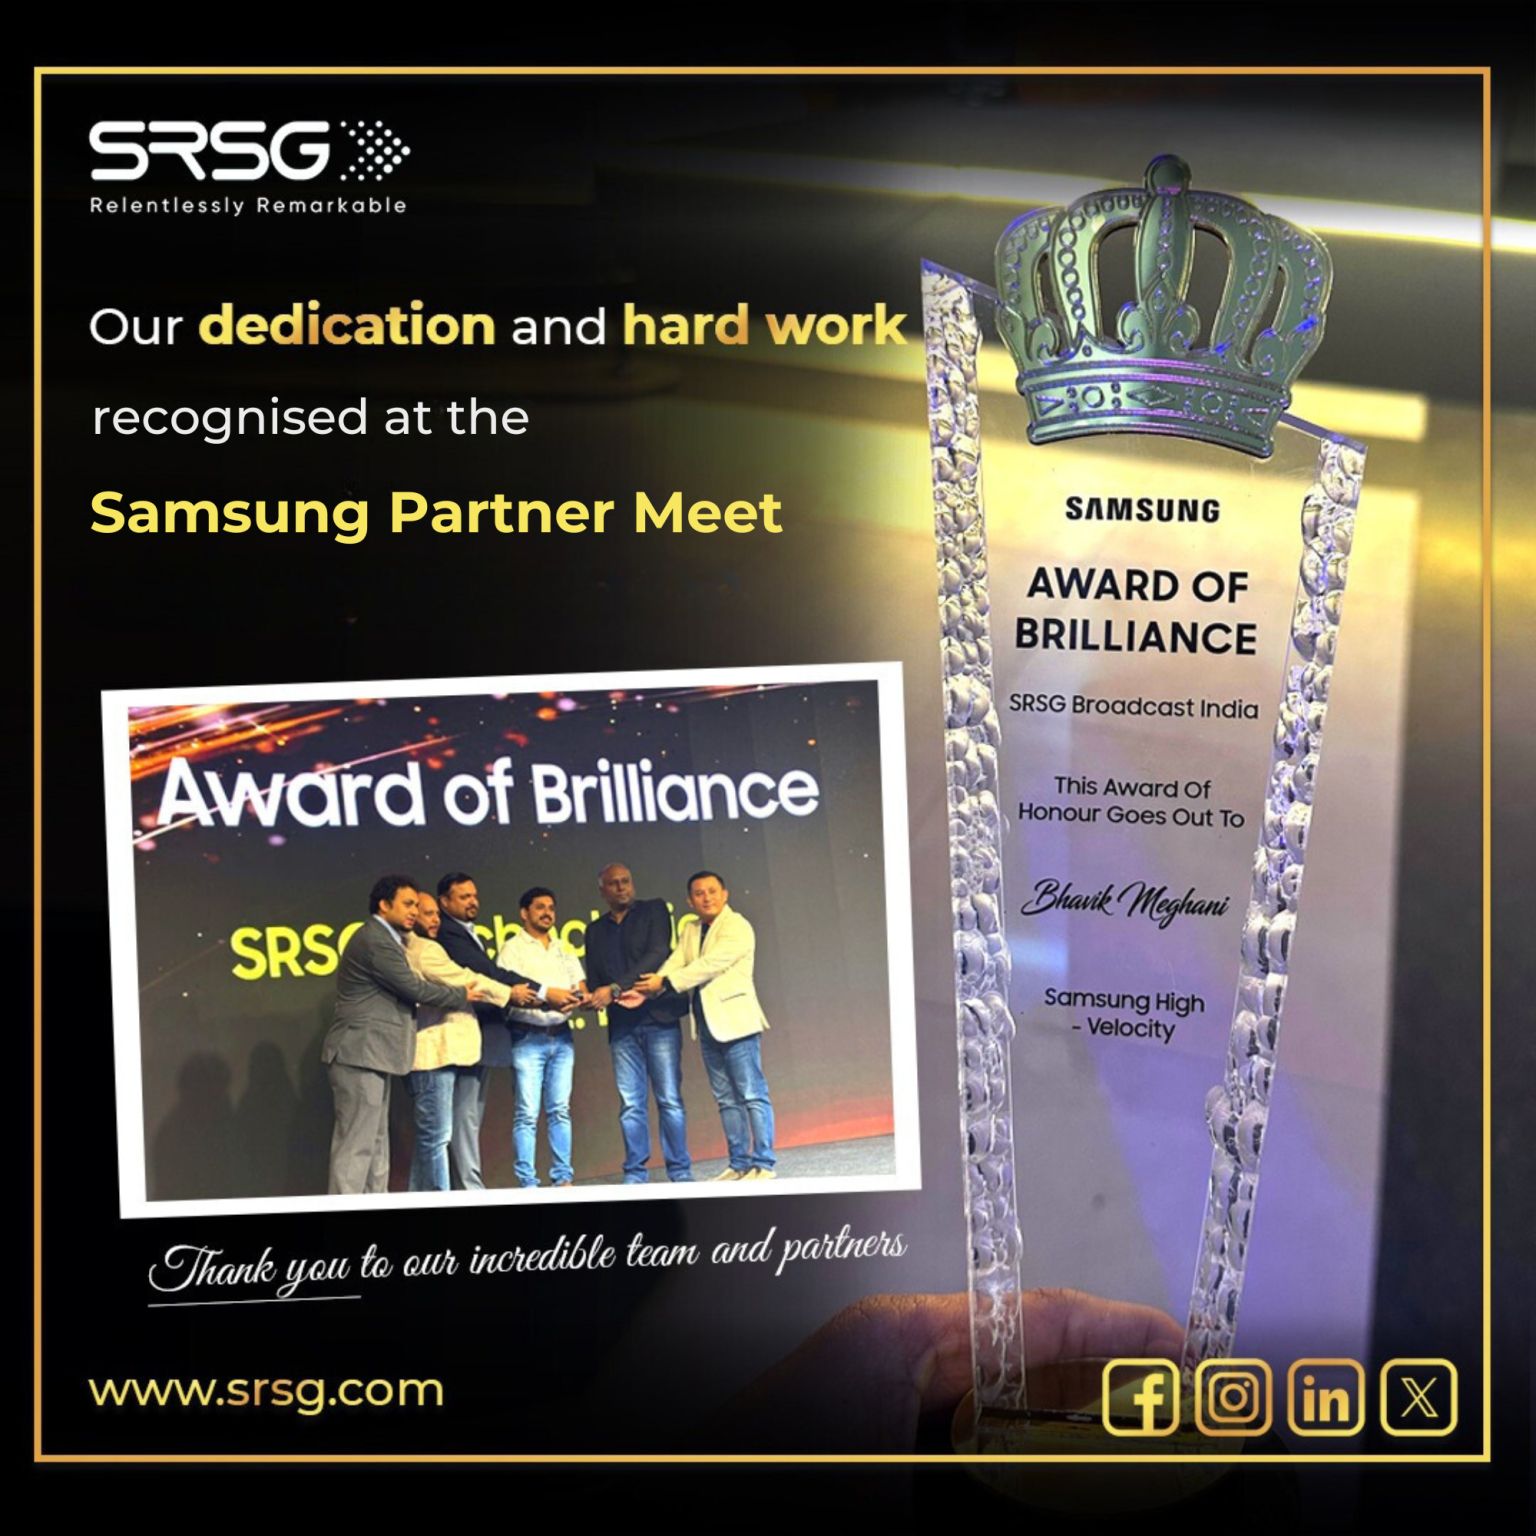 SRSG
Relentlessly Remarkable
Our dedication and hard work
recognised at the
Samsung Partner Meet
SAMSUNG
AWARD OF
BRILLIANCE
SRSG Broadcast India
This Award Of
Honour Goes Out To
Bhavik Meghani
Samsung High
- Velocity
Award of Brilliance
Thank you to our incredible team and partners
www.srsg.com